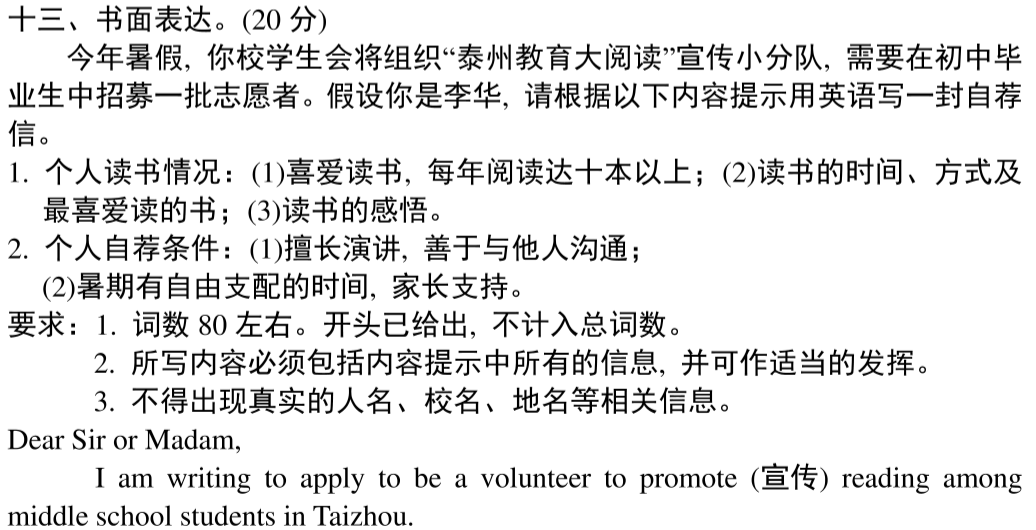 十三、书面表达。(20 分)
今年暑假, 你校学生会将组织“泰州教育大阅读”宣传小分队, 需要在初中毕
业生中招募一批志愿者。假设你是李华, 请根据以下内容提示用英语写一封自荐
信。
1. 个人读书情况：(1)喜爱读书, 每年阅读达十本以上；(2)读书的时间、方式及
最喜爱读的书；(3)读书的感悟。
2. 个人自荐条件：(1)擅长演讲, 善于与他人沟通；
(2)暑期有自由支配的时间, 家长支持。
要求：1. 词数 80 左右。开头已给出, 不计入总词数。
2. 所写内容必须包括内容提示中所有的信息, 并可作适当的发挥。
3. 不得出现真实的人名、校名、地名等相关信息。
Dear Sir or Madam,
I am writing to apply to be a volunteer to promote (宣传) reading among
middle school students in Taizhou.